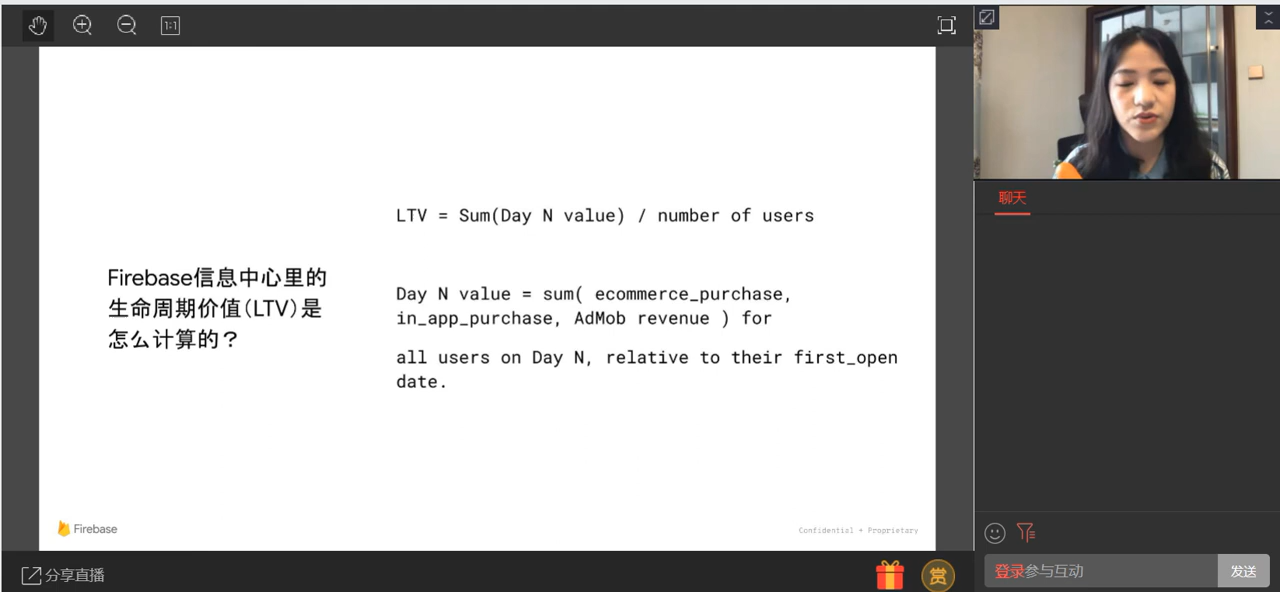 1:1
LTV = Sum(Day N value) / number of users
Firebase信息中心里的
生命周期价值(LTV)是
怎么计算的？
Day N value = sum( ecommerce_purchase,
in_app_purchase, AdMob revenue ) for
all users on Day N, relative to their first_open
date.
Firebase
Confidential + Proprietary
分享直播
赏
聊天
登录参与互动
发送